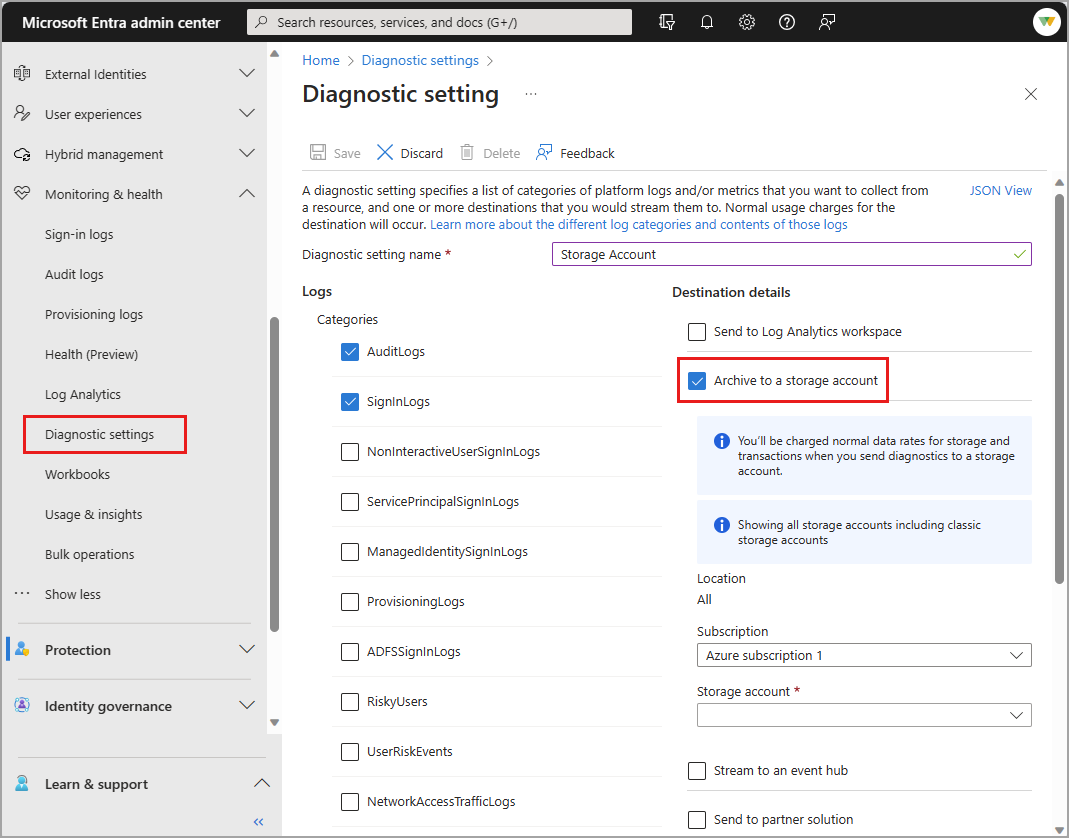 Microsoft Entra admin center
Search resources, services, and docs (G+/)
External Identities
User experiences
Hybrid management
Monitoring & health
Sign-in logs
Audit logs
Provisioning logs
Health (Preview)
Log Analytics
Diagnostic settings
Workbooks
Usage & insights
Bulk operations
··· Show less
Protection
Identity governance
Learn & support
«
Home > Diagnostic settings >
Diagnostic setting ···
Save Discard Delete Feedback
A diagnostic setting specifies a list of categories of platform logs and/or metrics that you want to collect from
a resource, and one or more destinations that you would stream them to. Normal usage charges for the
destination will occur. Learn more about the different log categories and contents of those logs
JSON View
Diagnostic setting name *
Storage Account
Logs
Categories
AuditLogs
SignInLogs
NonInteractiveUserSignInLogs
ServicePrincipalSignInLogs
ManagedIdentitySignInLogs
ProvisioningLogs
ADFSSignInLogs
RiskyUsers
UserRiskEvents
NetworkAccessTrafficLogs
Destination details
Send to Log Analytics workspace
Archive to a storage account
You'll be charged normal data rates for storage and
transactions when you send diagnostics to a storage
account.
Showing all storage accounts including classic
storage accounts
Location
All
Subscription
Azure subscription 1
Storage account *
Stream to an event hub
Send to partner solution